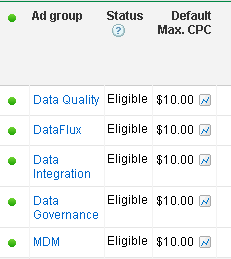 Ad group Status Default
? Max. CPC
Data Quality Eligible $10.00
DataFlux Eligible $10.00
Data Eligible $10.00
Integration
Data Eligible $10.00
Governance
MDM Eligible $10.00